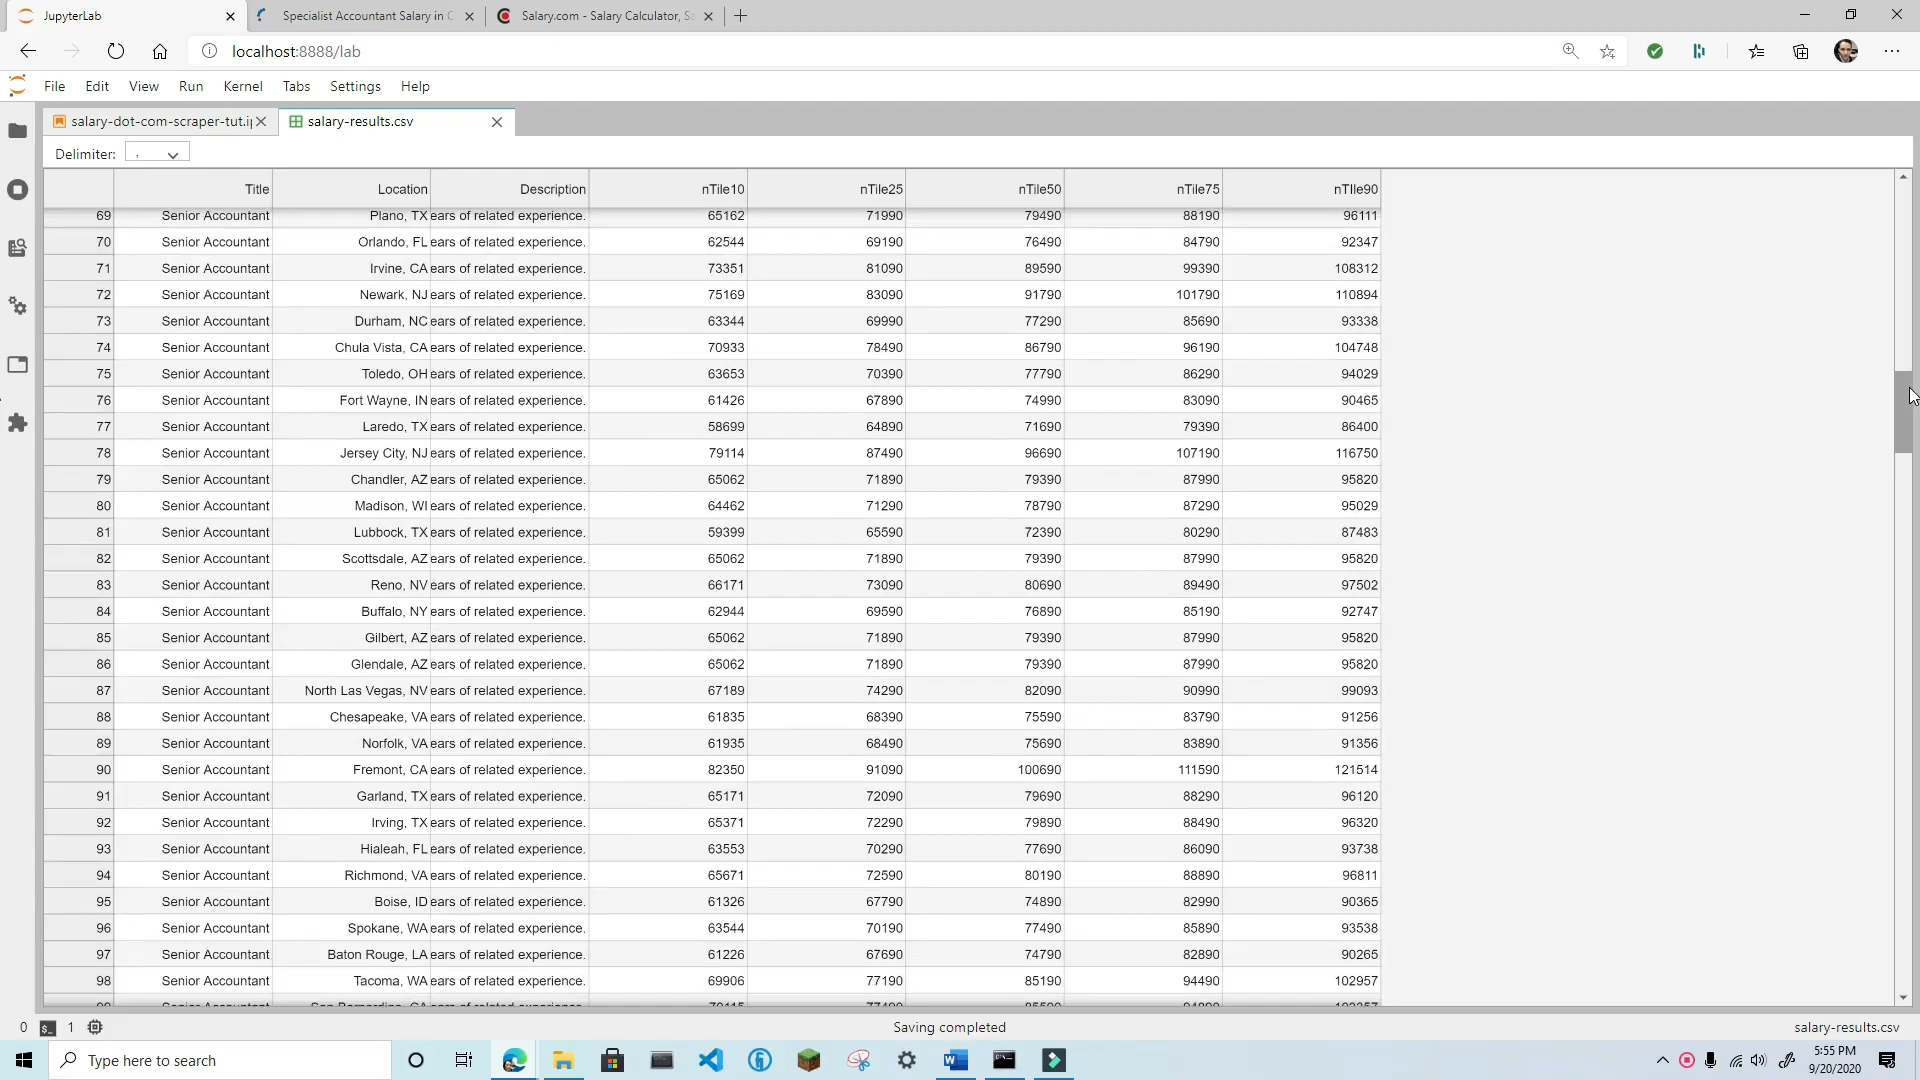 JupyterLab Specialist Accountant Salary in C Salary.com - Salary Calculator, Sa
localhost:8888/lab
File Edit View Run Kernel Tabs Settings Help
salary-dot-com-scraper-tut.i salary-results.csv
Delimiter: ,
Title Location Description nTile10 nTile25 nTile50 nTile75 nTIle90
69 Senior Accountant Plano, TX ears of related experience. 65162 71990 79490 88190 96111
70 Senior Accountant Orlando, FL ears of related experience. 62544 69190 76490 84790 92347
71 Senior Accountant Irvine, CA ears of related experience. 73351 81090 89590 99390 108312
72 Senior Accountant Newark, NJ ears of related experience. 75169 83090 91790 101790 110894
73 Senior Accountant Durham, NC ears of related experience. 63344 69990 77290 85690 93338
74 Senior Accountant Chula Vista, CA ears of related experience. 70933 78490 86790 96190 104748
75 Senior Accountant Toledo, OH ears of related experience. 63653 70390 77790 86290 94029
76 Senior Accountant Fort Wayne, IN ears of related experience. 61426 67890 74990 83090 90465
77 Senior Accountant Laredo, TX ears of related experience. 58699 64890 71690 79390 86400
78 Senior Accountant Jersey City, NJ ears of related experience. 79114 87490 96690 107190 116750
79 Senior Accountant Chandler, AZ ears of related experience. 65062 71890 79390 87990 95820
80 Senior Accountant Madison, WI ears of related experience. 64462 71290 78790 87290 95029
81 Senior Accountant Lubbock, TX ears of related experience. 59399 65590 72390 80290 87483
82 Senior Accountant Scottsdale, AZ ears of related experience. 65062 71890 79390 87990 95820
83 Senior Accountant Reno, NV ears of related experience. 66171 73090 80690 89490 97502
84 Senior Accountant Buffalo, NY ears of related experience. 62944 69590 76890 85190 92747
85 Senior Accountant Gilbert, AZ ears of related experience. 65062 71890 79390 87990 95820
86 Senior Accountant Glendale, AZ ears of related experience. 65062 71890 79390 87990 95820
87 Senior Accountant North Las Vegas, NV ears of related experience. 67189 74290 82090 90990 99093
88 Senior Accountant Chesapeake, VA ears of related experience. 61835 68390 75590 83790 91256
89 Senior Accountant Norfolk, VA ears of related experience. 61935 68490 75690 83890 91356
90 Senior Accountant Fremont, CA ears of related experience. 82350 91090 100690 111590 121514
91 Senior Accountant Garland, TX ears of related experience. 65171 72090 79690 88290 96120
92 Senior Accountant Irving, TX ears of related experience. 65371 72290 79890 88490 96320
93 Senior Accountant Hialeah, FL ears of related experience. 63553 70290 77690 86090 93738
94 Senior Accountant Richmond, VA ears of related experience. 65671 72590 80190 88890 96811
95 Senior Accountant Boise, ID ears of related experience. 61326 67790 74890 82990 90365
96 Senior Accountant Spokane, WA ears of related experience. 63544 70190 77490 85890 93538
97 Senior Accountant Baton Rouge, LA ears of related experience. 61226 67690 74790 82890 90265
98 Senior Accountant Tacoma, WA ears of related experience. 69906 77190 85190 94490 102957
0 1 Saving completed salary-results.csv
Type here to search 5:55 PM
9/20/2020